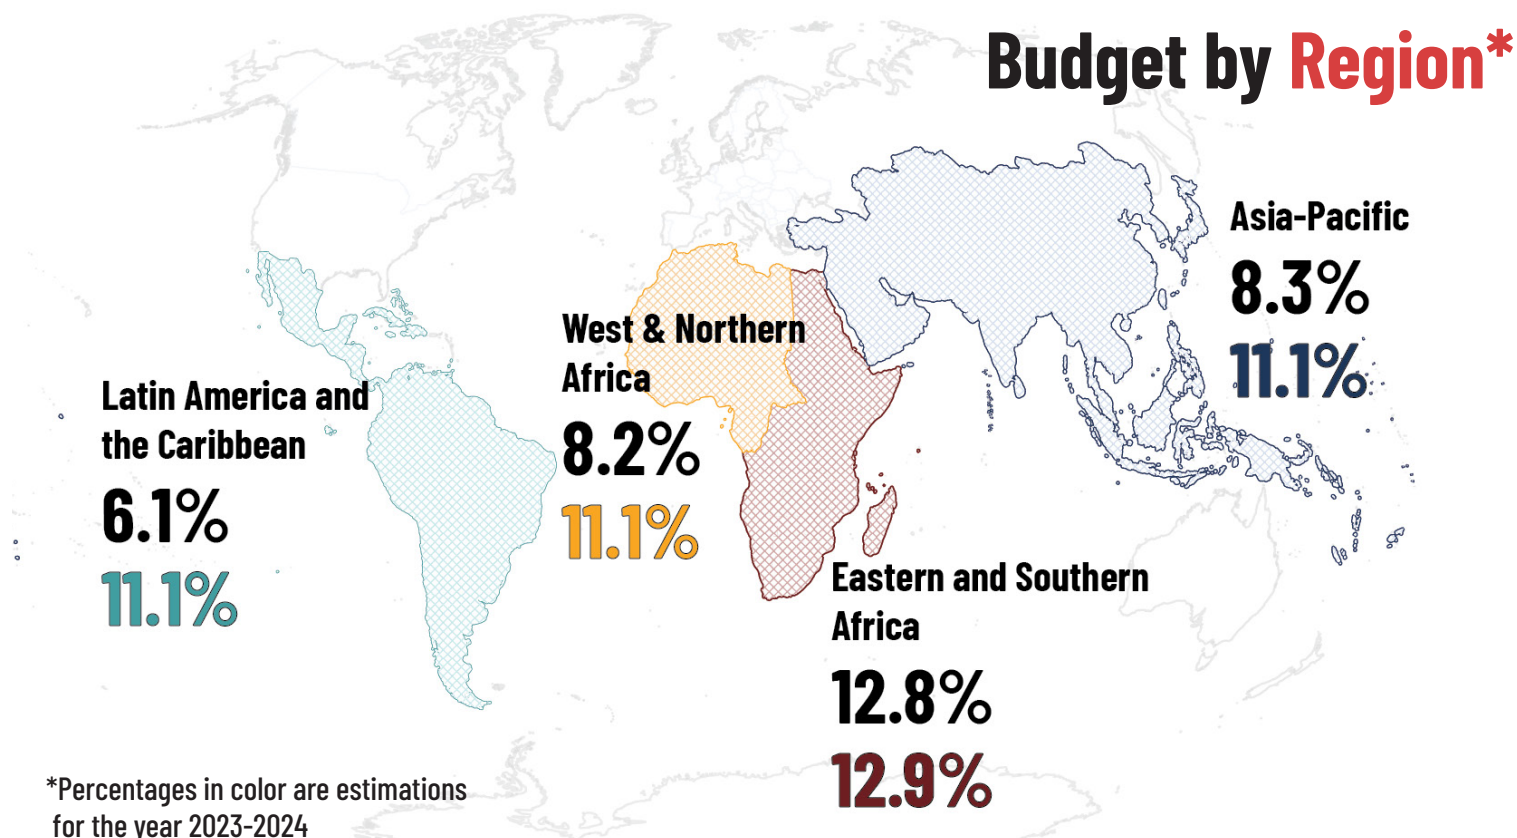 Budget by Region*
Asia-Pacific
8.3%
11.1%
West & Northern
Africa
8.2%
11.1%
Latin America and
the Caribbean
6.1%
11.1%
Eastern and Southern
Africa
12.8%
12.9%
*Percentages in color are estimations
for the year 2023-2024